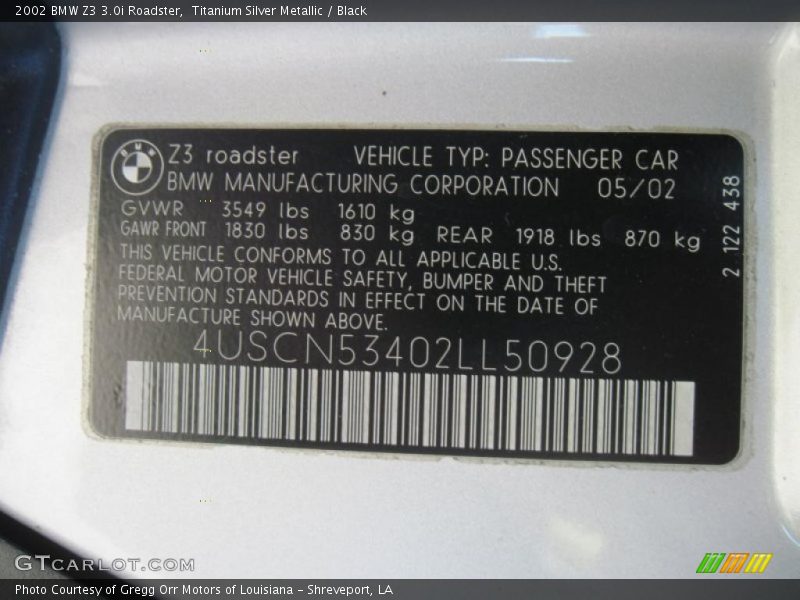 2002 BMW Z3 3.0i Roadster,  Titanium Silver Metallic / Black
BMW
Z3 roadster VEHICLE TYP: PASSENGER CAR
BMW MANUFACTURING CORPORATION 05/02
GVWR 3549 lbs 1610 kg
GAWR FRONT 1830 lbs 830 kg REAR 1918 lbs 870 kg
THIS VEHICLE CONFORMS TO ALL APPLICABLE U.S.
FEDERAL MOTOR VEHICLE SAFETY, BUMPER AND THEFT
PREVENTION STANDARDS IN EFFECT ON THE DATE OF
MANUFACTURE SHOWN ABOVE.
4USCN53402LL50928
2 122 438
GTCARLOT.COM
Photo Courtesy of Gregg Orr Motors of Louisiana - Shreveport, LA